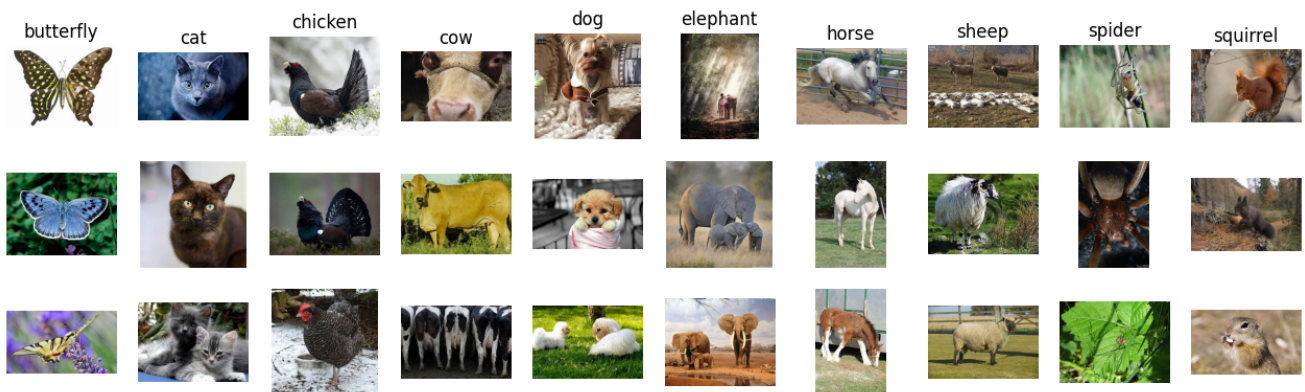 butterfly
cat
chicken
cow
dog
elephant
horse
sheep
spider
squirrel